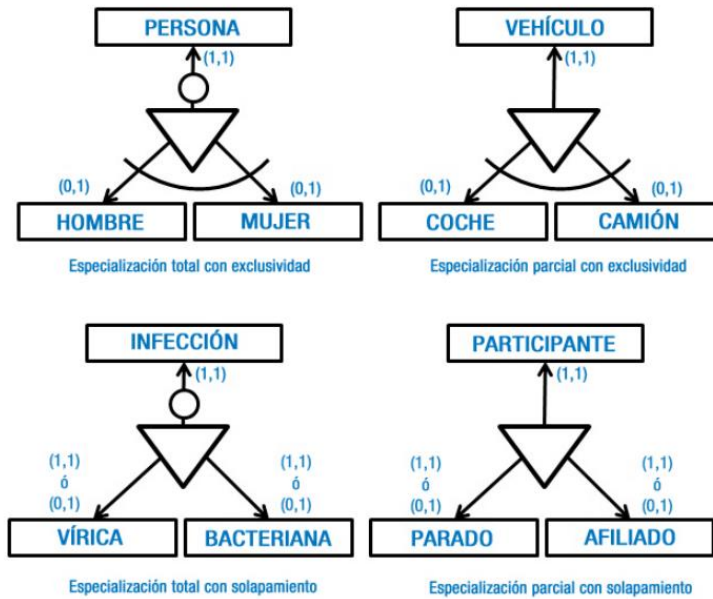 PERSONA
(1,1)
(0,1)
(0,1)
HOMBRE
MUJER
Especialización total con exclusividad
VEHÍCULO
(1,1)
(0,1)
(0,1)
COCHE
CAMIÓN
Especialización parcial con exclusividad
INFECCIÓN
(1,1)
(1,1)
ó
(0,1)
(1,1)
ó
(0,1)
VÍRICA
BACTERIANA
Especialización total con solapamiento
PARTICIPANTE
(1,1)
(1,1)
ó
(0,1)
(1,1)
ó
(0,1)
PARADO
AFILIADO
Especialización parcial con solapamiento